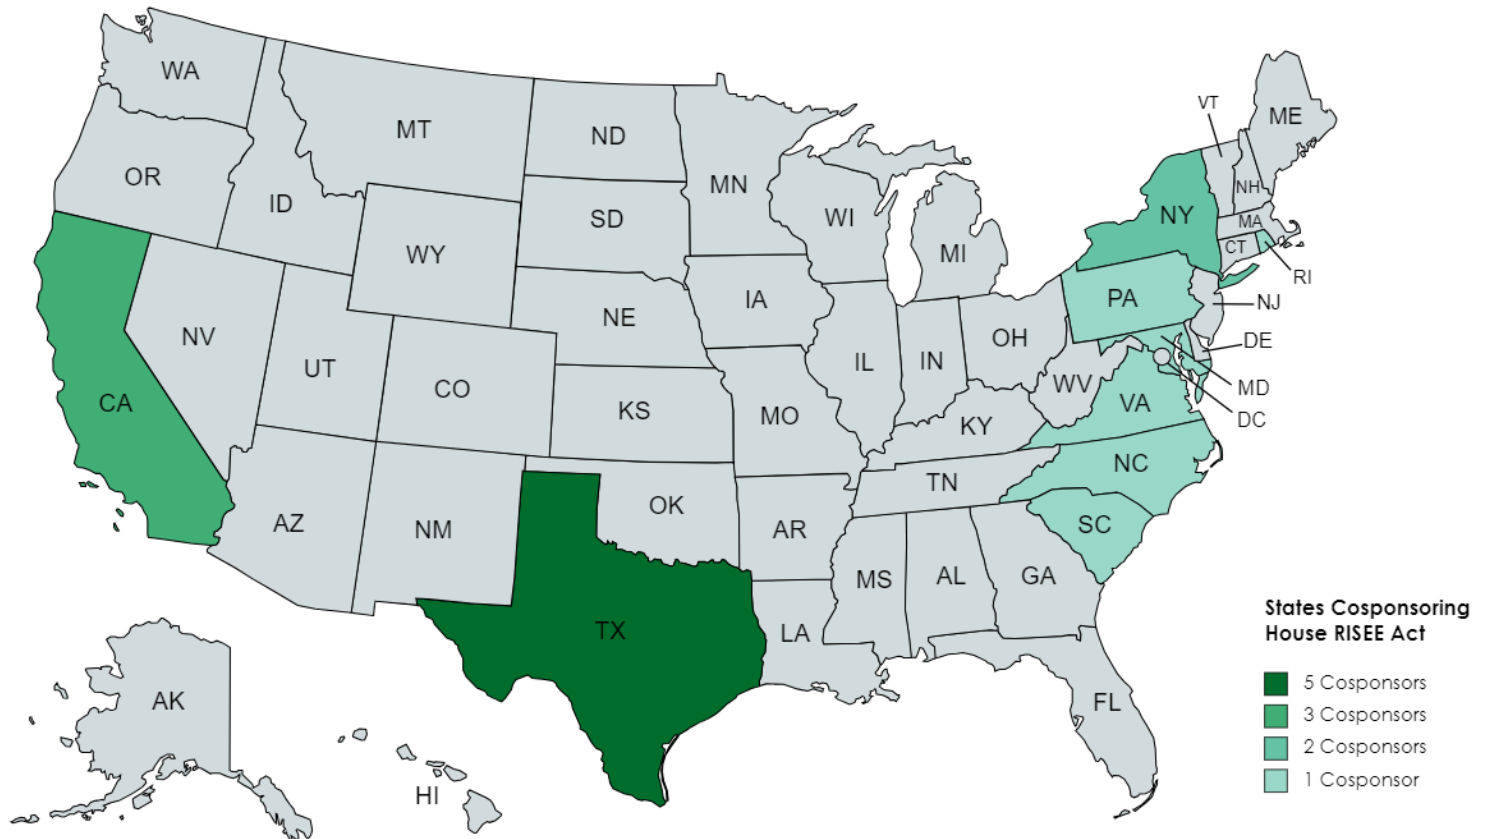 WA
MT
ND
MN
VT
ME
OR
ID
SD
WI
NH
NY
MA
WY
MI
CT
RI
IA
PA
NJ
NE
NV
OH
DE
UT
CO
IL
IN
WV
MD
CA
KS
MO
VA
DC
KY
NC
TN
OK
AZ
NM
AR
SC
MS
AL
GA
TX
LA
States Cosponsoring
House RISEE Act
5 Cosponsors
AK
FL
3 Cosponsors
2 Cosponsors
1 Cosponsor
HI